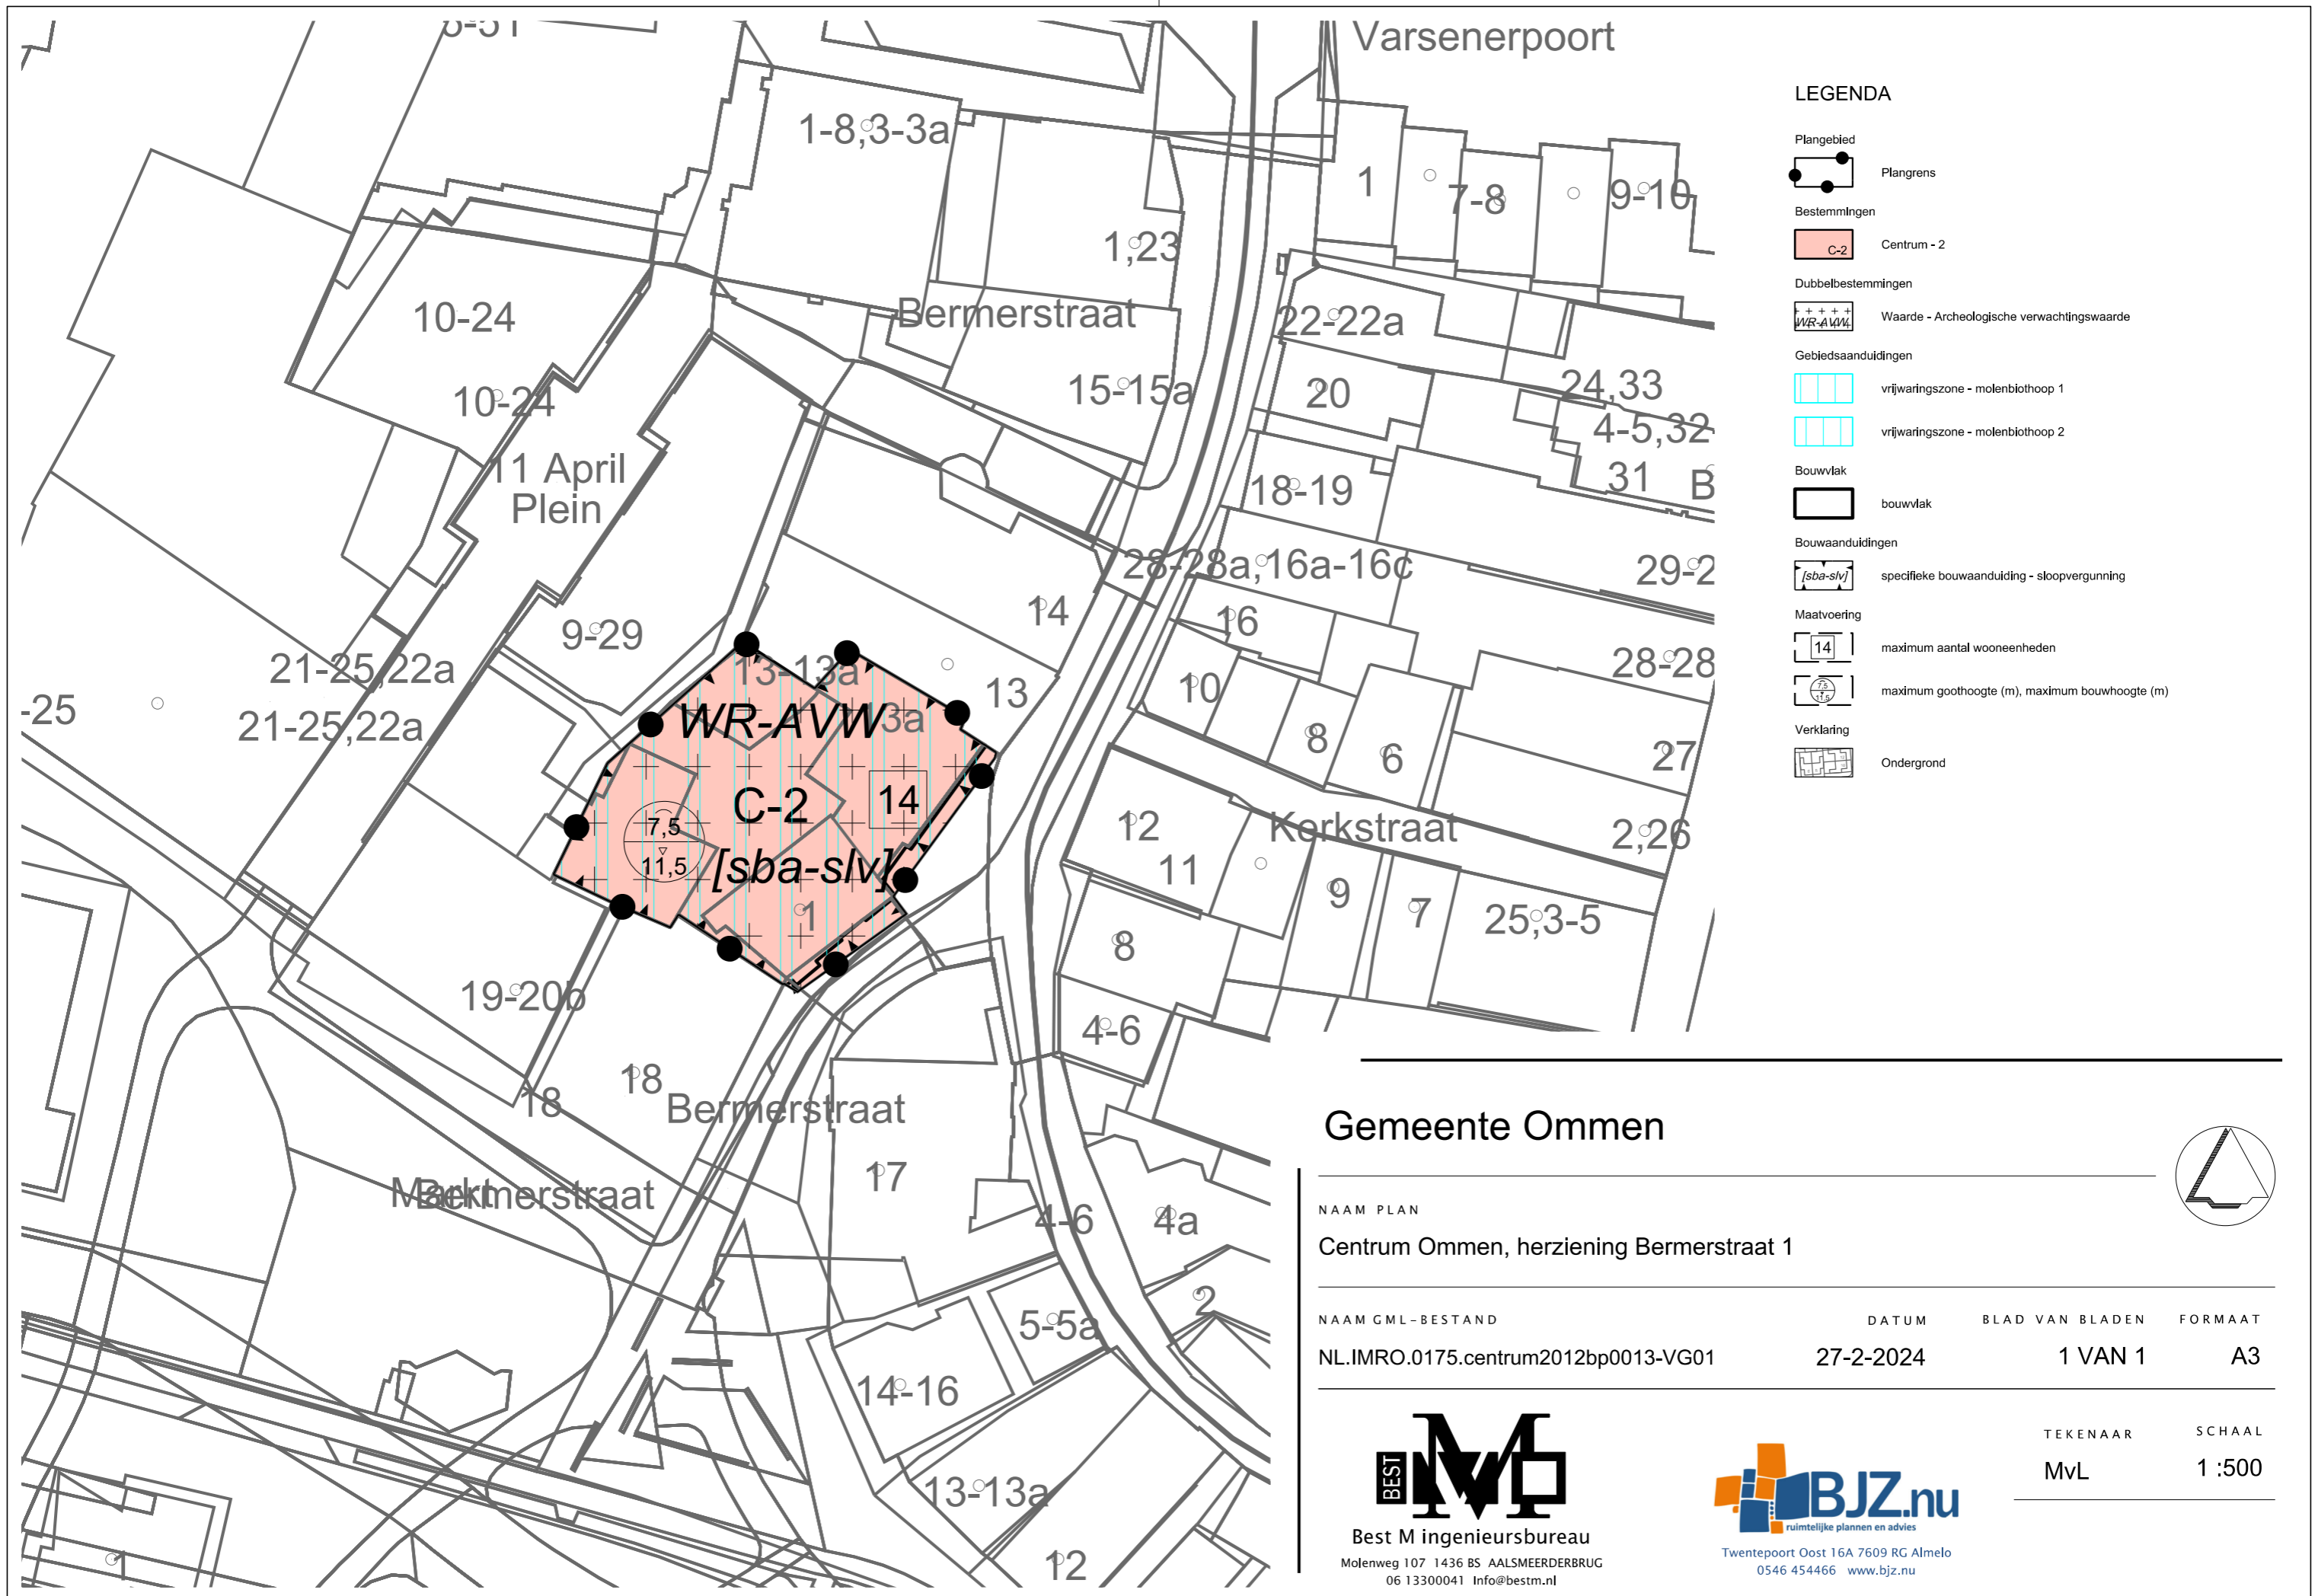 Varsenerpoort
1-8,3-3a
1
7-8
9-10
1,23
10-24
Bermerstraat
22-22a
15-15a
20
24,33
10-24
4-5,32
11 April
Plein
31
18-19
28-28a,16a-16c
14
16
9-29
21-25,22a
13-13a
13
10
28-28
-25
21-25,22a
WR-AVW
13a
8
6
27
C-2
14
7,5
11,5
[sba-slv]
12
Kerkstraat
2,26
11
1
9
7
25,3-5
8
19-20b
4-6
18
18
Bermerstraat
17
Markt
Bermerstraat
4-6
4a
2
5-5a
14-16
13-13a
12
1
LEGENDA
Plangebied
Plangrens
Bestemmingen
C-2
Centrum - 2
Dubbelbestemmingen
WR-AVW
Waarde - Archeologische verwachtingswaarde
Gebiedsaanduidingen
vrijwaringszone - molenbiothoop 1
vrijwaringszone - molenbiothoop 2
Bouwvlak
bouwvlak
Bouwaanduidingen
[sba-slv]
specifieke bouwaanduiding - sloopvergunning
Maatvoering
14
maximum aantal wooneenheden
7,5
11,5
maximum goothoogte (m), maximum bouwhoogte (m)
Verklaring
Ondergrond
Gemeente Ommen
NAAM PLAN
Centrum Ommen, herziening Bermerstraat 1
NAAM GML-BESTAND
DATUM
BLAD VAN BLADEN
FORMAAT
NL.IMRO.0175.centrum2012bp0013-VG01
27-2-2024
1 VAN 1
A3
TEKENAAR
SCHAAL
MvL
1 :500
BEST M
Best M ingenieursbureau
Molenweg 107 1436 BS AALSMEERDERBRUG
06 13300041 Info@bestm.nl
BJZ.nu
ruimtelijke plannen en advies
Twentepoort Oost 16A 7609 RG Almelo
0546 454466 www.bjz.nu